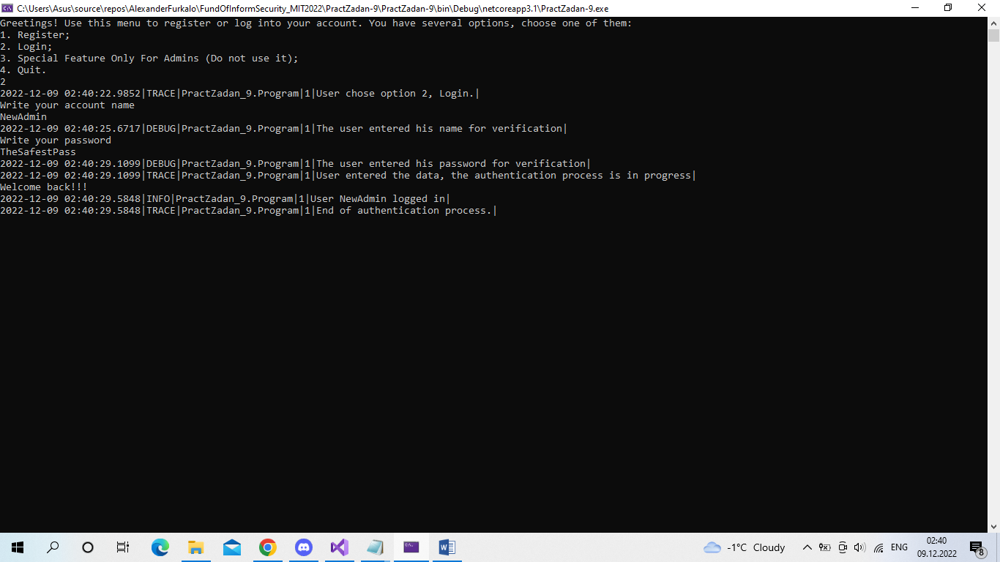 C:\Users\Asus\source\repos\AlexanderFurkalo\FundOfInformSecurity_MIT2022\PractZadan-9\PractZadan-9\bin\Debug\netcoreapp3.1\PractZadan-9.exe
Greetings! Use this menu to register or log into your account. You have several options, choose one of them:
1. Register;
2. Login;
3. Special Feature Only For Admins (Do not use it);
4. Quit.
2
2022-12-09 02:40:22.9852|TRACE|PractZadan_9.Program|1|User chose option 2, Login.|
Write your account name
NewAdmin
2022-12-09 02:40:25.6717|DEBUG|PractZadan_9.Program|1|The user entered his name for verification|
Write your password
TheSafestPass
2022-12-09 02:40:29.1099|DEBUG|PractZadan_9.Program|1|The user entered his password for verification|
2022-12-09 02:40:29.1099|TRACE|PractZadan_9.Program|1|User entered the data, the authentication process is in progress|
Welcome back!!!
2022-12-09 02:40:29.5848|INFO|PractZadan_9.Program|1|User NewAdmin logged in|
2022-12-09 02:40:29.5848|TRACE|PractZadan_9.Program|1|End of authentication process.|
-1°C Cloudy
ENG
02:40
09.12.2022
8